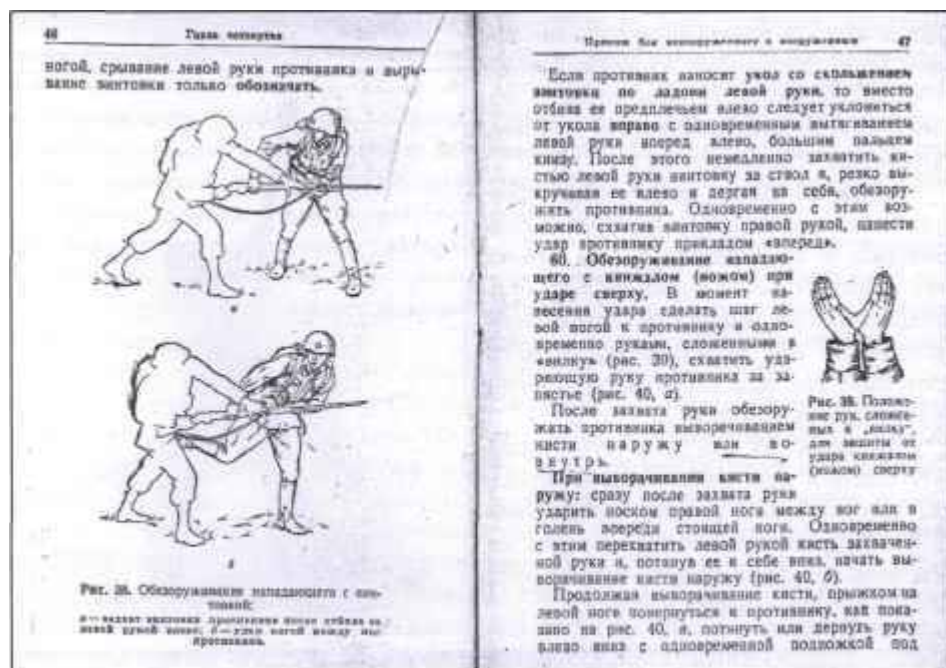 46
Глава четвертая
ногой, срывание левой руки противника и выры-
вание винтовки только обозначать.
а
Рис. 38. Обезоруживание нападающего с вин-
товкой:
левой рукой
противника
Приемы боя невооруженного с вооруженным
47
Если противник наносит укол со скольжением
винтовки по ладони левой руки, то вместо
отбива ее предплечьем влево следует уклониться
от укола вправо с одновременным вытягиванием
левой руки вперед влево, большим пальцем
книзу. После этого немедленно захватить ки-
стью левой руки винтовку за ствол и, резко вы-
кручивая ее влево и дергая на себя, обезору-
жить противника. Одновременно с этим воз-
можно, схватив винтовку правой рукой, нанести
удар противнику прикладом «вперед».
60. Обезоруживание нападаю-
щего с кинжалом (ножом) при
ударе сверху. В момент на-
несения удара сделать шаг ле-
вой ногой к противнику и одно-
временно руками, сложенными в
«вилку» (рис. 39), схватить уда-
ряющую руку противника за за-
пястье (рис. 40, а).
После захвата руки обезору-
жать противника выворачиванием
кисти наружу или во-
внутрь.
Рис. 39. Положе-
ние рук, сложен-
ных в „вилку“,
для защиты от
удара кинжалом
(ножом) сверху
При выворачивании кисти на-
ружу: сразу после захвата руки
ударить носком правой ноги между ног или в
голень впереди стоящей ноги. Одновременно
с этим перехватить левой рукой кисть захвачен-
ной руки и, потянув ее к себе вниз, начать вы-
ворачивание кисти наружу (рис. 40, б).
Продолжая выворачивание кисти, прыжком на
левой ноге повернуться к противнику, как пока-
зано на рис. 40, в, потянуть или дернуть руку
влево вниз с одновременной подножкой под